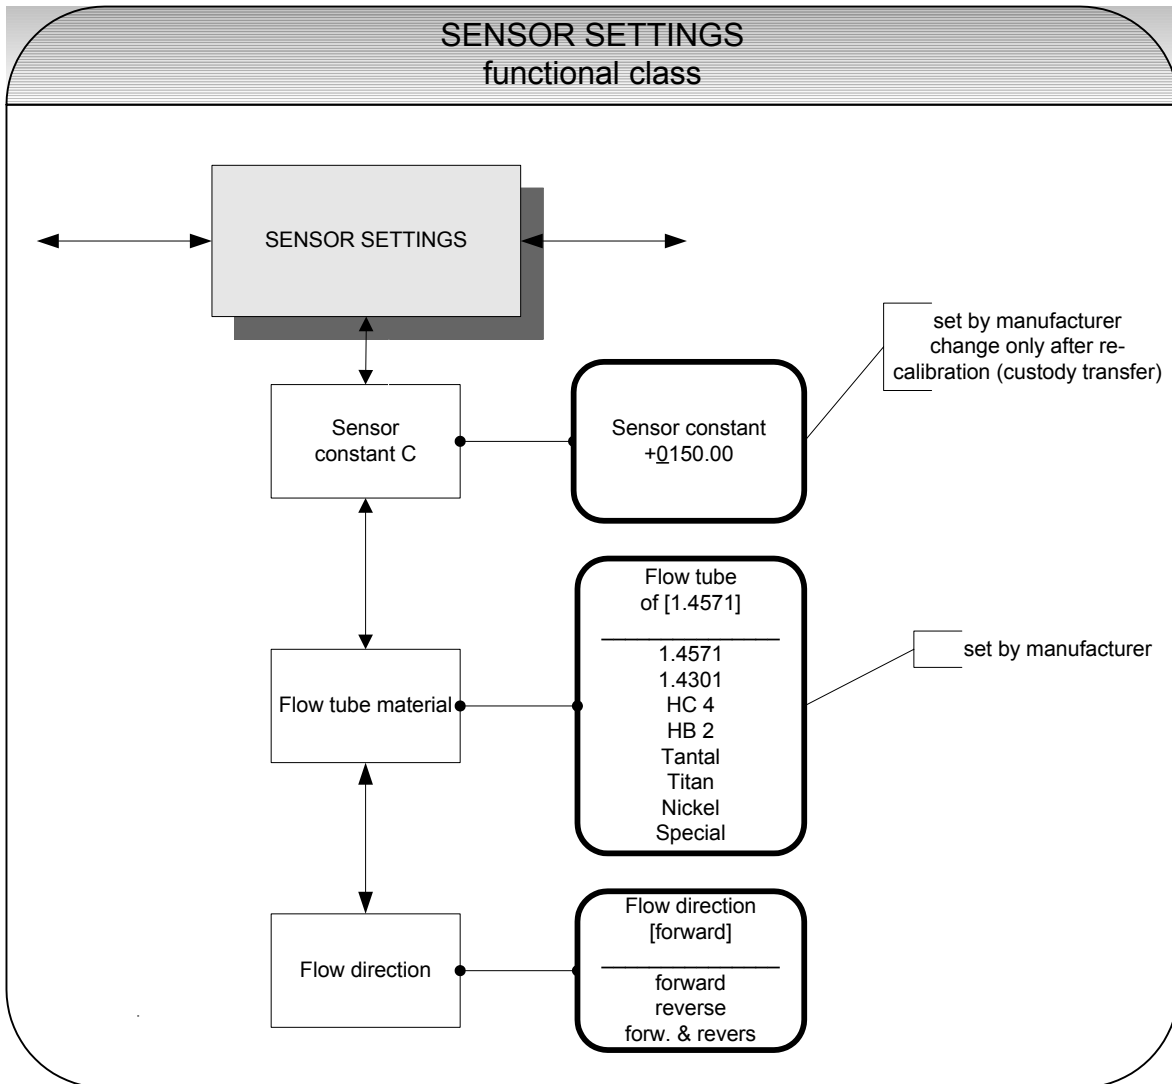 SENSOR SETTINGS
functional class
SENSOR SETTINGS
Sensor
constant C
Sensor constant
+0150.00
set by manufacturer
change only after re-
calibration (custody transfer)
Flow tube material
Flow tube
of [1.4571]
1.4571
1.4301
HC 4
HB 2
Tantal
Titan
Nickel
Special
set by manufacturer
Flow direction
Flow direction
[forward]
forward
reverse
forw. & revers